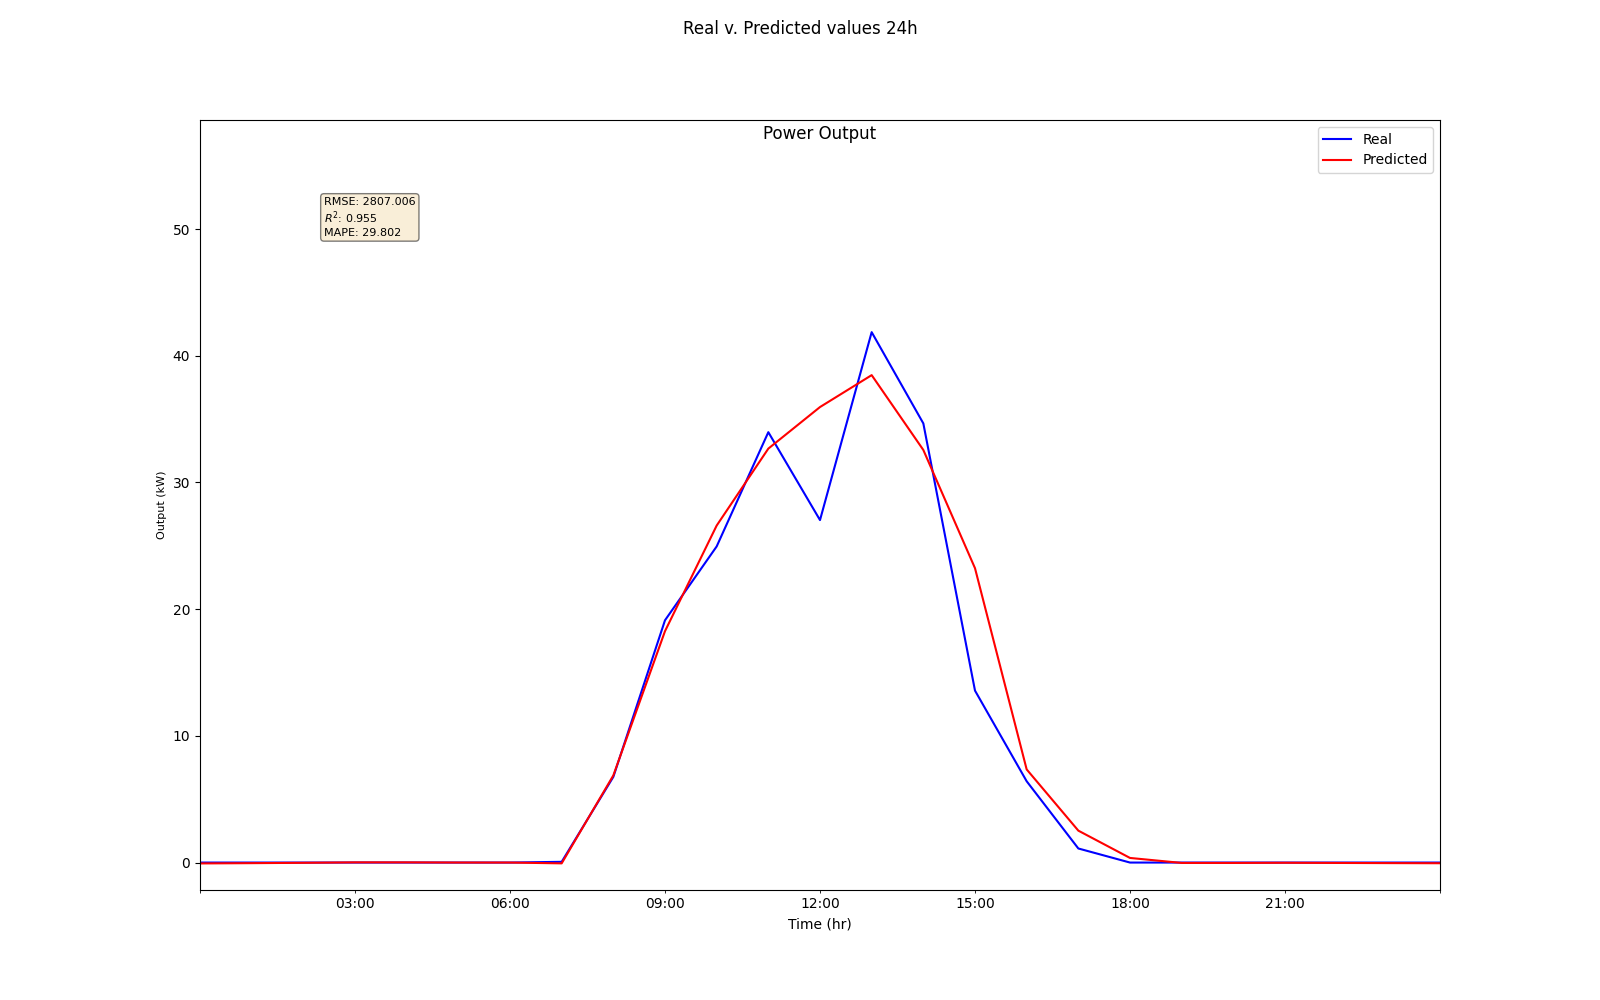 Real v. Predicted values 24h
Power Output
Real
Predicted
RMSE: 2807.006
R²: 0.955
MAPE: 29.802
50
40
30
20
10
0
Output (kW)
03:00 06:00 09:00 12:00 15:00 18:00 21:00
Time (hr)